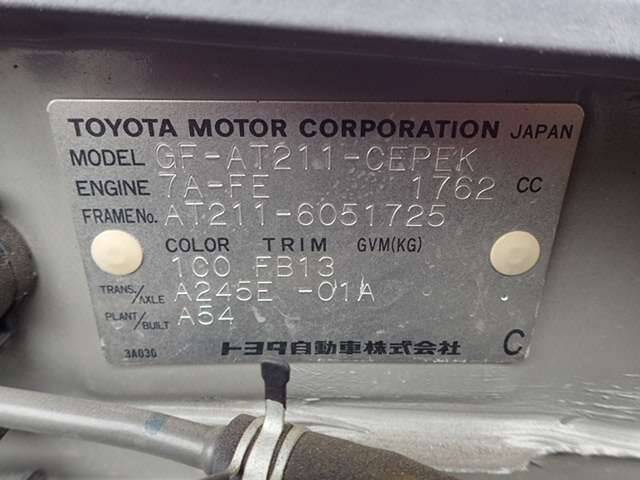 TOYOTA MOTOR CORPORATION JAPAN
MODEL GF-AT211-CEPEK
ENGINE 7A-FE 1762 CC
FRAME No. AT211-6051725
COLOR TRIM GVM(KG)
1C0 FB13
TRANS./AXLE A245E -01A
PLANT/BUILT A54
3A030 トヨタ自動車株式会社 C